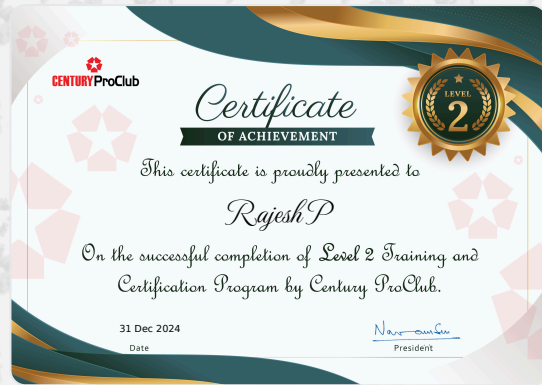 CENTURY ProClub
LEVEL
2
Certificate
OF ACHIEVEMENT
This certificate is proudly presented to
Rajesh P
On the successful completion of Level 2 Training and
Certification Program by Century ProClub.
31 Dec 2024
Date
President